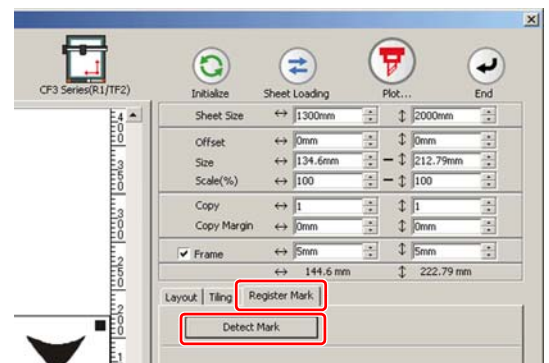 CF3 Series(R1/TF2)
Initialize
Sheet Loading
Plot...
End
Sheet Size ↔ 1300mm ↕ 2000mm
Offset ↔ 0mm ↕ 0mm
Size ↔ 134.6mm ↕ 212.79mm
Scale(%) ↔ 100 ↕ 100
Copy ↔ 1 ↕ 1
Copy Margin ↔ 0mm ↕ 0mm
Frame ↔ 5mm ↕ 5mm
↔ 144.6 mm ↕ 222.79 mm
Layout Tiling Register Mark
Detect Mark